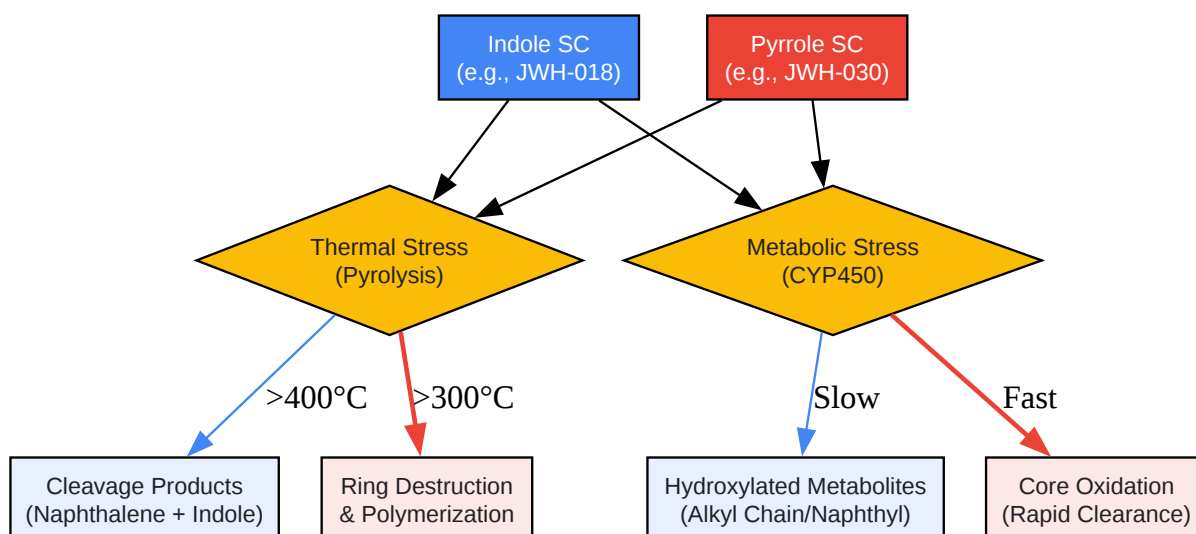 Indole SC
(e.g., JWH-018)
Pyrrole SC
(e.g., JWH-030)
Thermal Stress
(Pyrolysis)
Metabolic Stress
(CYP450)
>400°C
>300°C
Slow
Fast
Cleavage Products
(Naphthalene + Indole)
Ring Destruction
& Polymerization
Hydroxylated Metabolites
(Alkyl Chain/Naphthyl)
Core Oxidation
(Rapid Clearance)